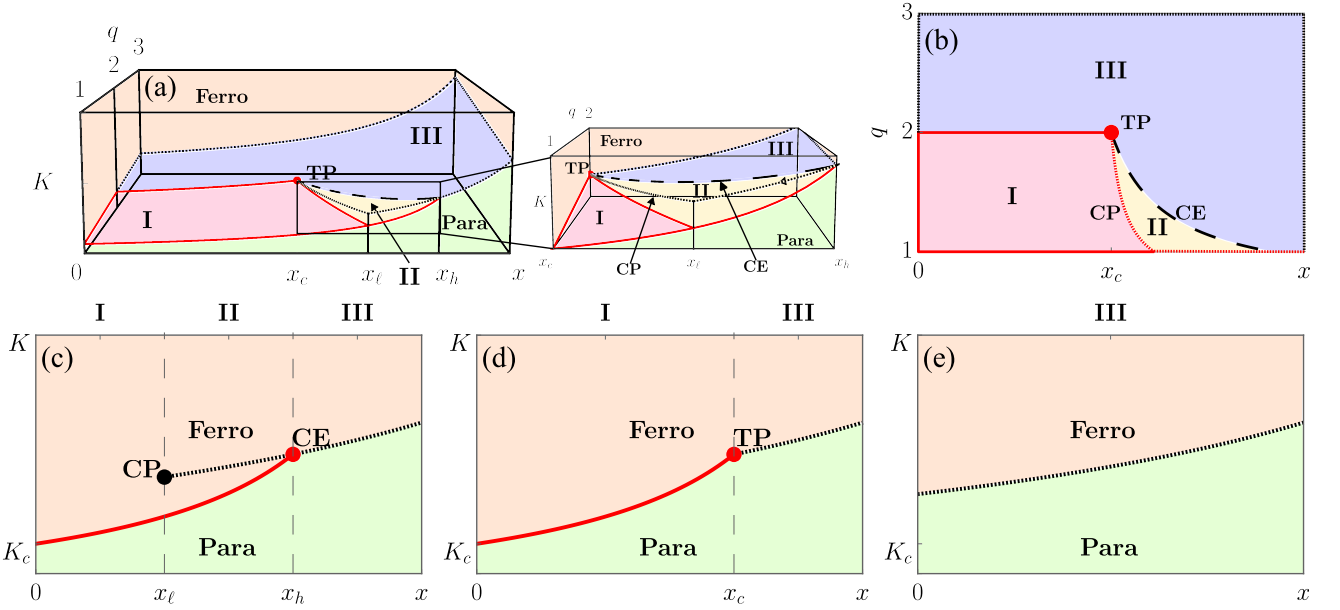 (a)
q
1
2
3
Ferro
III
TP
K
I
II
Para
0
x_c
x_ℓ
x_h
x
q
1
2
Ferro
III
TP
II
K
I
Para
x_c
CP
x_ℓ
CE
x_h
(b)
3
III
q
2
TP
I
CP
CE
II
1
0
x_c
x
I
II
III
(c)
K
Ferro
CE
CP
K_c
Para
0
x_ℓ
x_h
x
I
III
(d)
K
Ferro
TP
K_c
Para
0
x_c
x
III
(e)
K
Ferro
K_c
Para
0
x